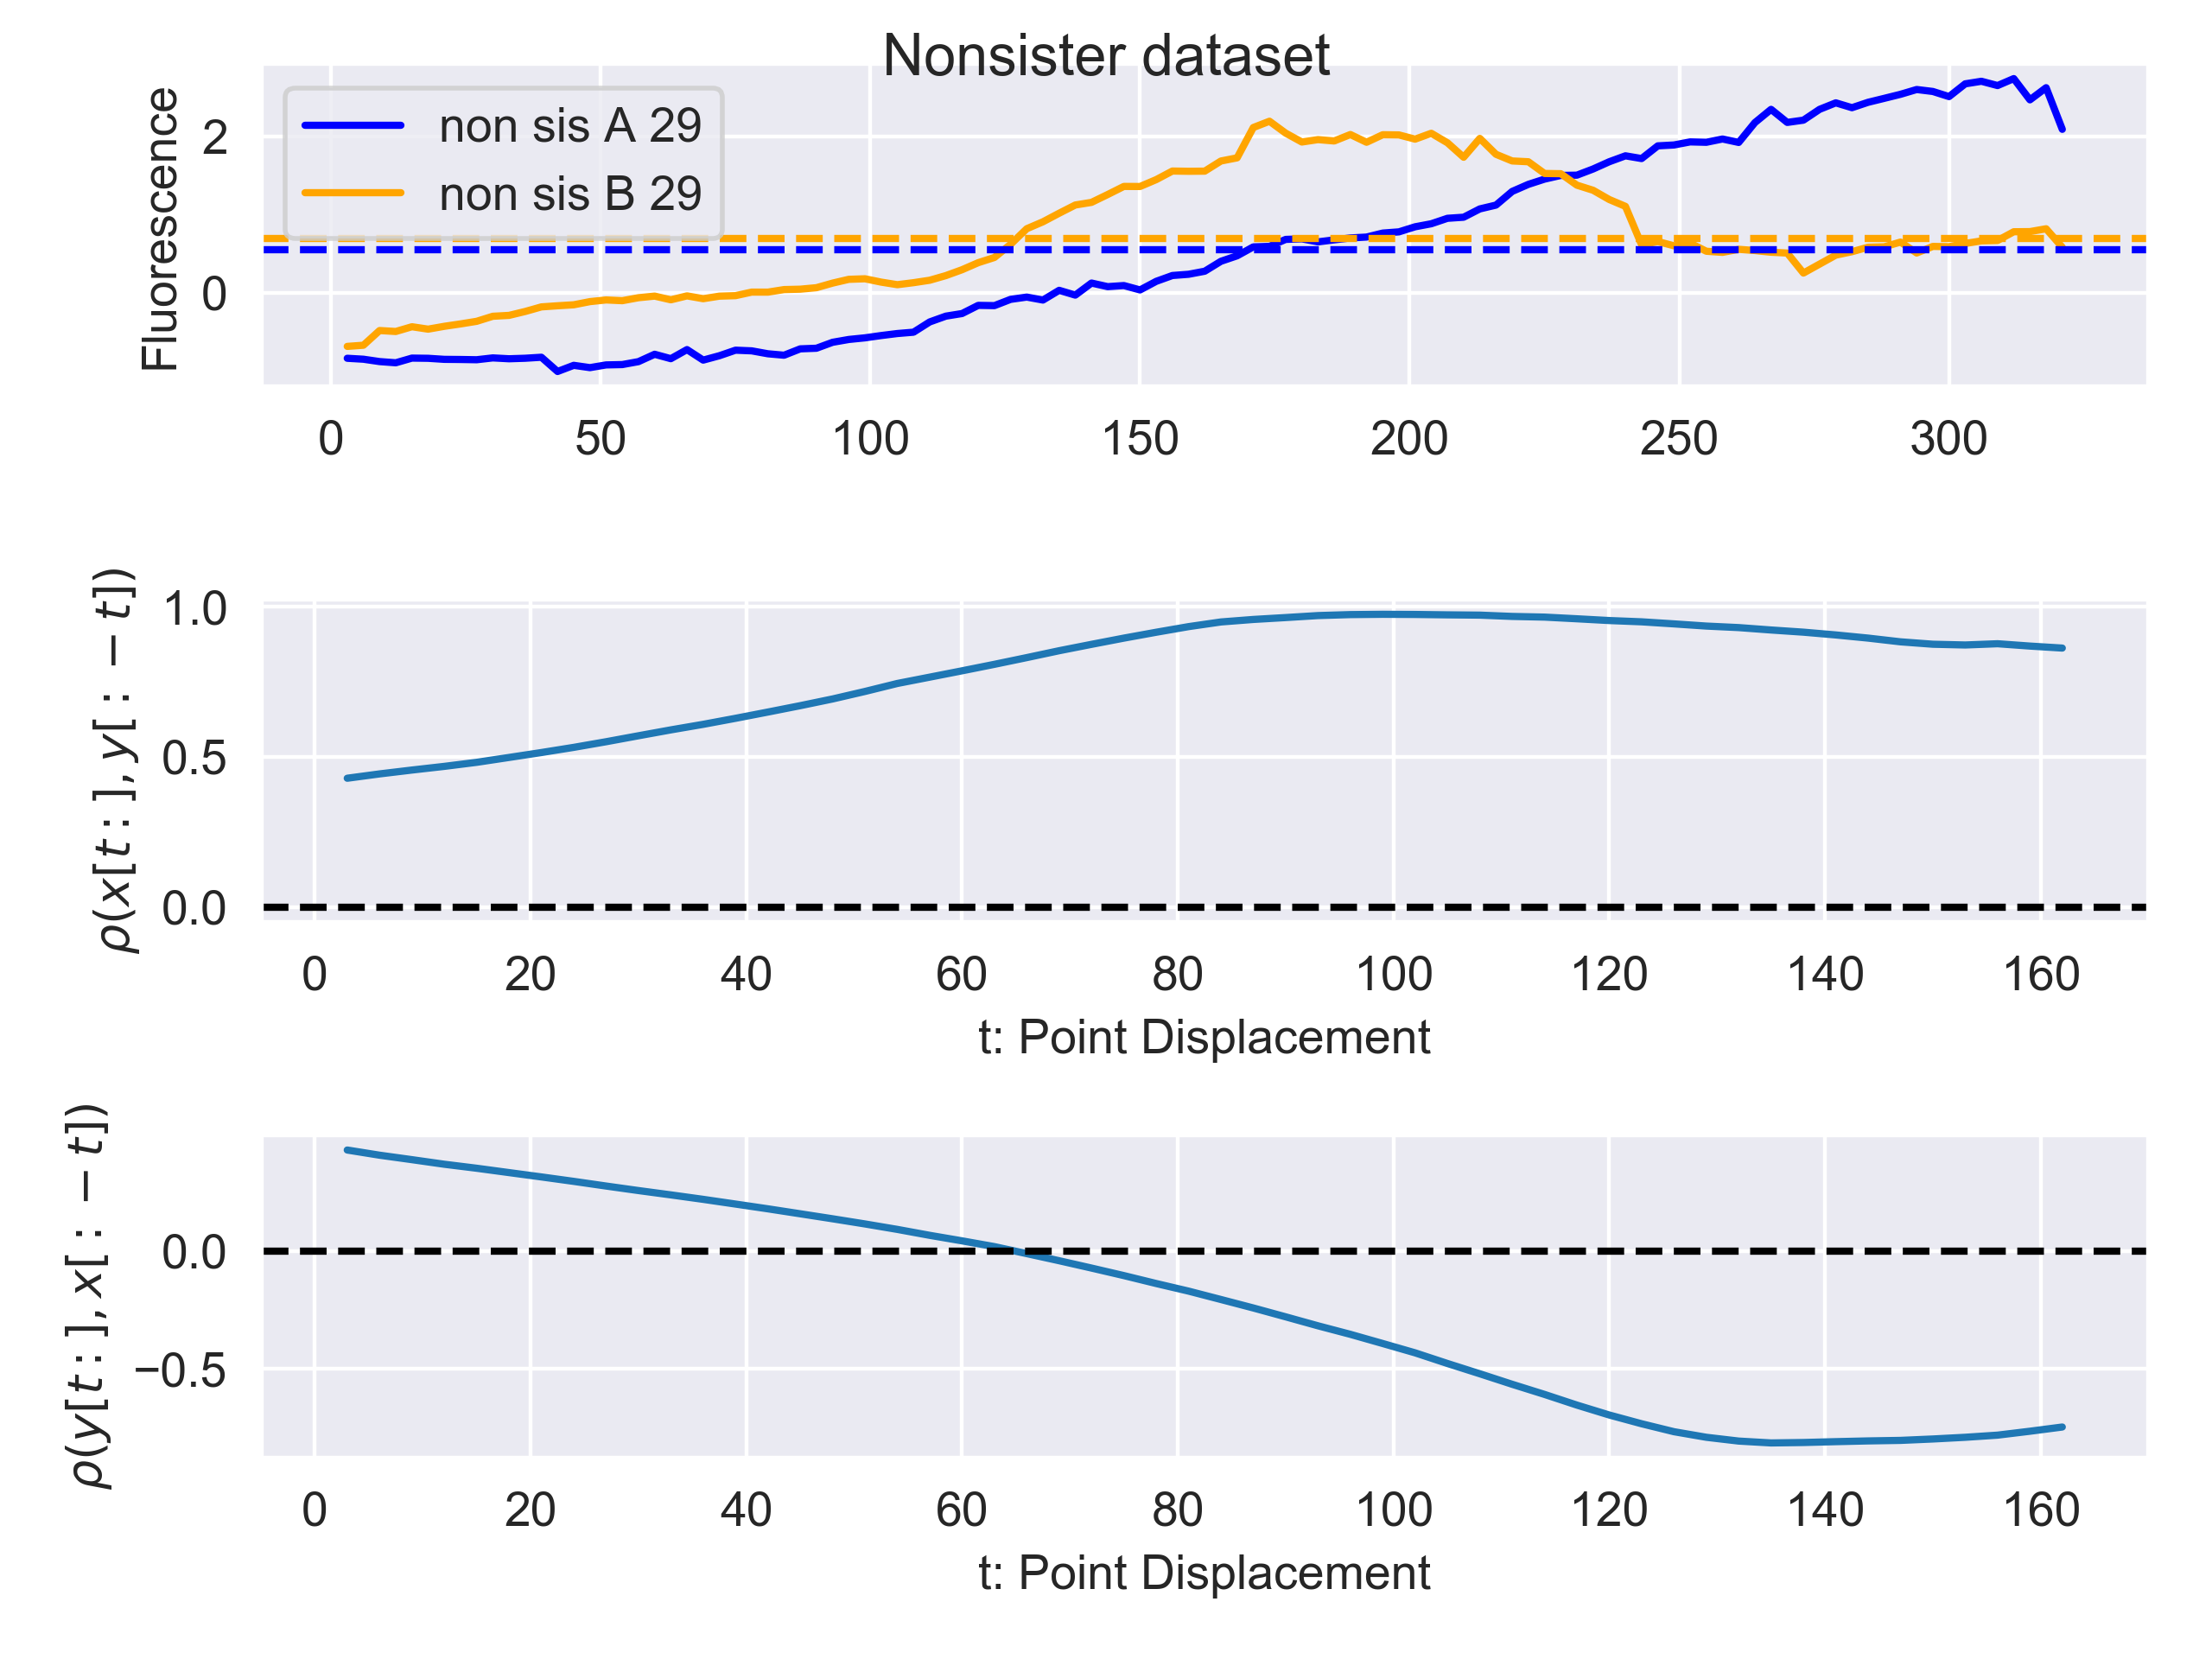 Nonsister dataset
Fluorescence
2
0
non sis A 29
non sis B 29
0 50 100 150 200 250 300
ρ(x[t:], y[: −t])
1.0
0.5
0.0
0 20 40 60 80 100 120 140 160
t: Point Displacement
ρ(y[t:], x[: −t])
0.0
−0.5
0 20 40 60 80 100 120 140 160
t: Point Displacement